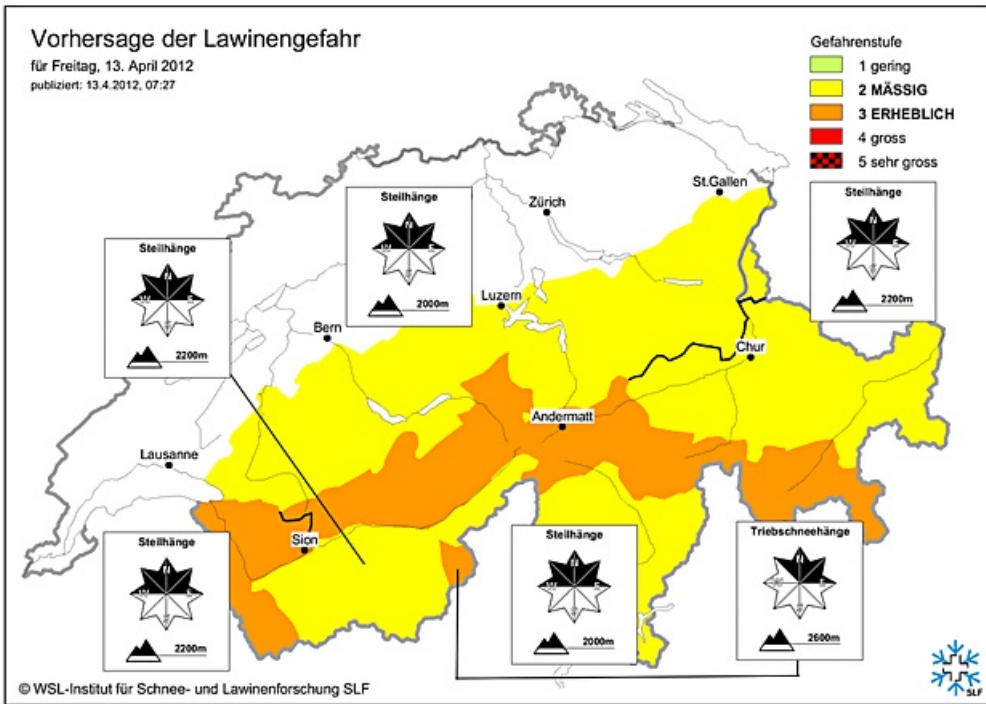 Vorhersage der Lawinengefahr
für Freitag, 13. April 2012
publiziert: 13.4.2012, 07:27
Gefahrenstufe
1 gering
2 MÄSSIG
3 ERHEBLICH
4 gross
5 sehr gross
St.Gallen
Zürich
Steilhänge
N
W E
2000m
Steilhänge
N
W E
2200m
Steilhänge
N
W E
2200m
Luzern
Bern
Chur
Andermatt
Lausanne
Sion
Steilhänge
N
W E
2200m
Steilhänge
N
W E
2000m
Triebschneehänge
N
E
2600m
© WSL-Institut für Schnee- und Lawinenforschung SLF
SLF